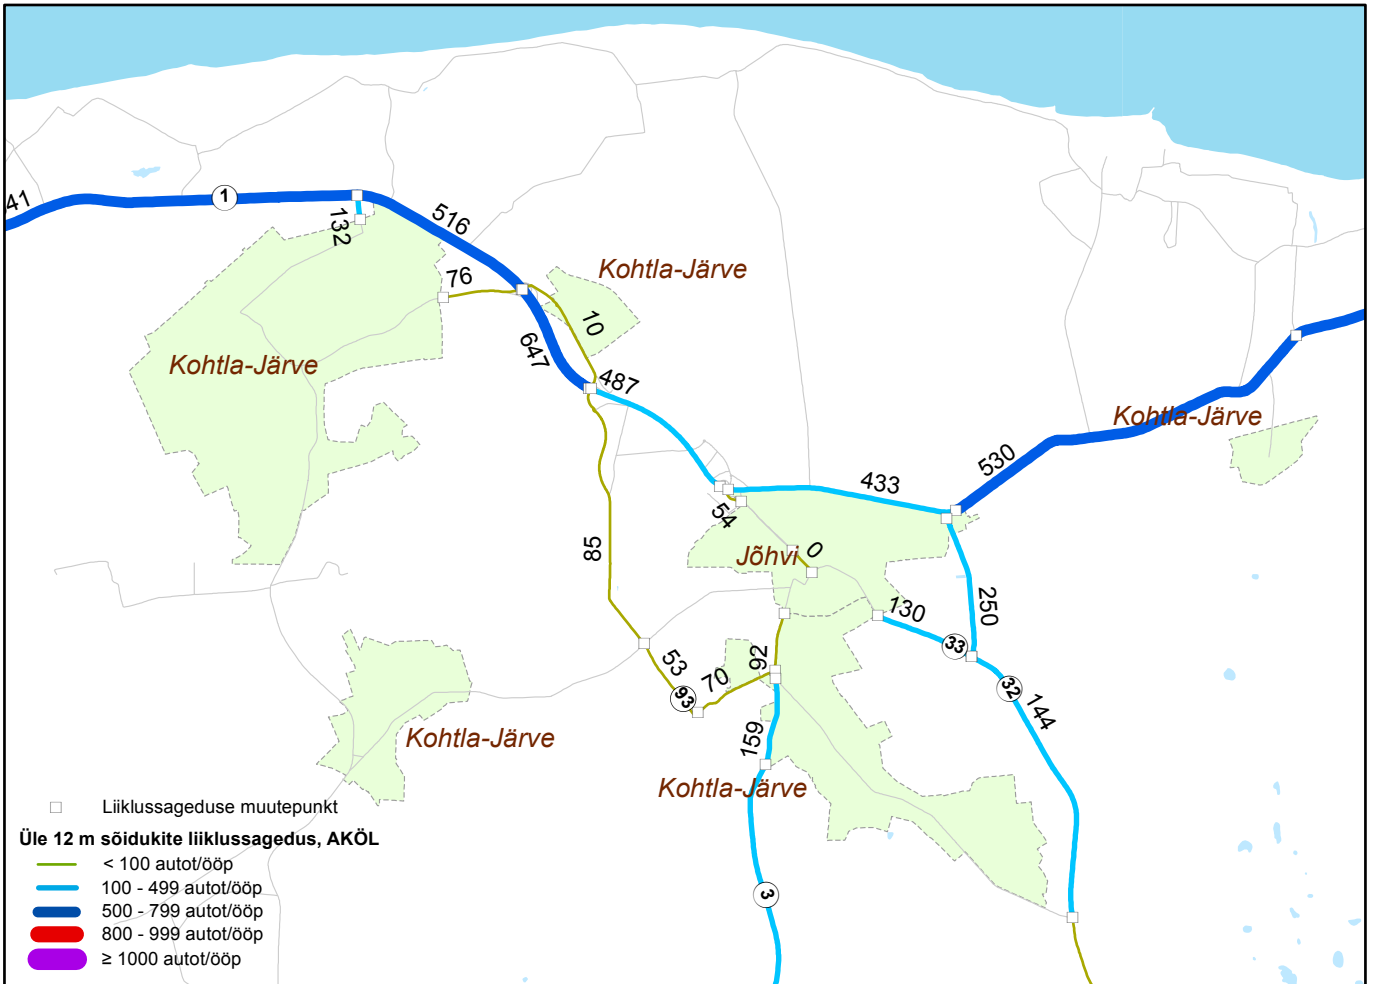 41
1
132
516
76
Kohtla-Järve
10
647
Kohtla-Järve
487
Kohtla-Järve
530
433
54
85
Jõhvi
0
130
250
33
53
92
70
93
32
144
159
Kohtla-Järve
Kohtla-Järve
3
Liiklussageduse muutepunkt
Üle 12 m sõidukite liiklussagedus, AKÖL
< 100 autot/ööp
100 - 499 autot/ööp
500 - 799 autot/ööp
800 - 999 autot/ööp
≥ 1000 autot/ööp